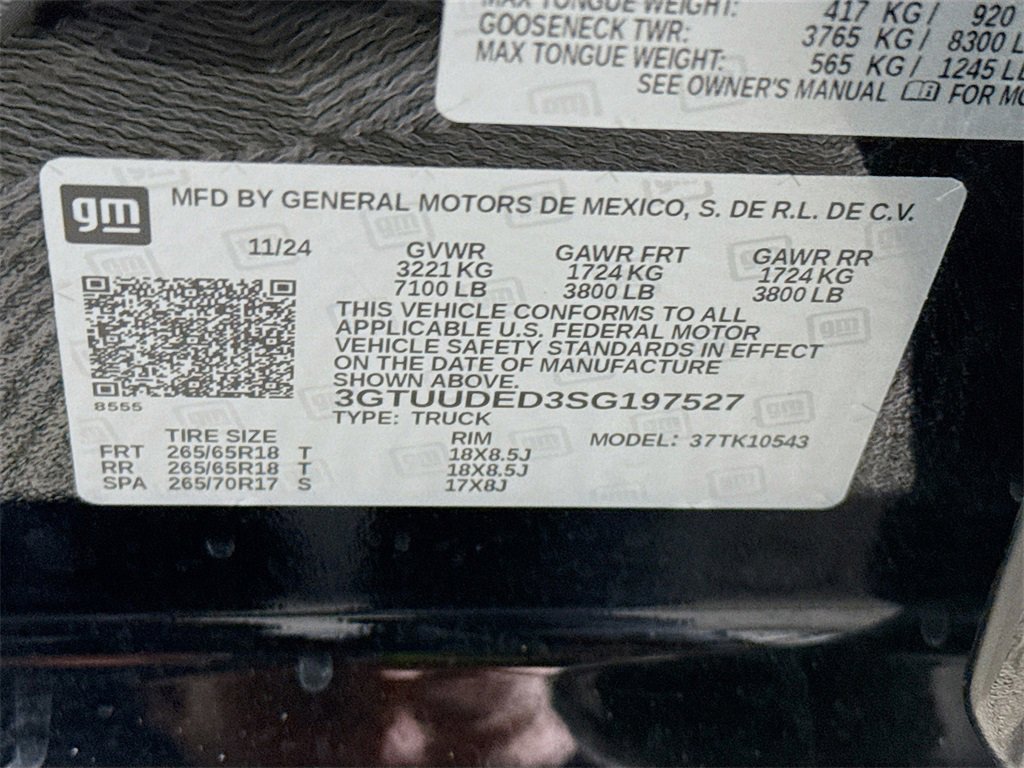 MAX TONGUE WEIGHT: 417 KG / 920
GOOSENECK TWR: 3765 KG / 8300 L
MAX TONGUE WEIGHT: 565 KG / 1245 LB
SEE OWNER'S MANUAL FOR MO
gm
MFD BY GENERAL MOTORS DE MEXICO, S. DE R.L. DE C.V.
11/24 GVWR GAWR FRT GAWR RR
3221 KG 1724 KG 1724 KG
7100 LB 3800 LB 3800 LB
THIS VEHICLE CONFORMS TO ALL
APPLICABLE U.S. FEDERAL MOTOR
VEHICLE SAFETY STANDARDS IN EFFECT
ON THE DATE OF MANUFACTURE
SHOWN ABOVE.
8555
3GTUUDED3SG197527
TYPE: TRUCK
TIRE SIZE RIM MODEL: 37TK10543
FRT 265/65R18 T 18X8.5J
RR 265/65R18 T 18X8.5J
SPA 265/70R17 S 17X8J